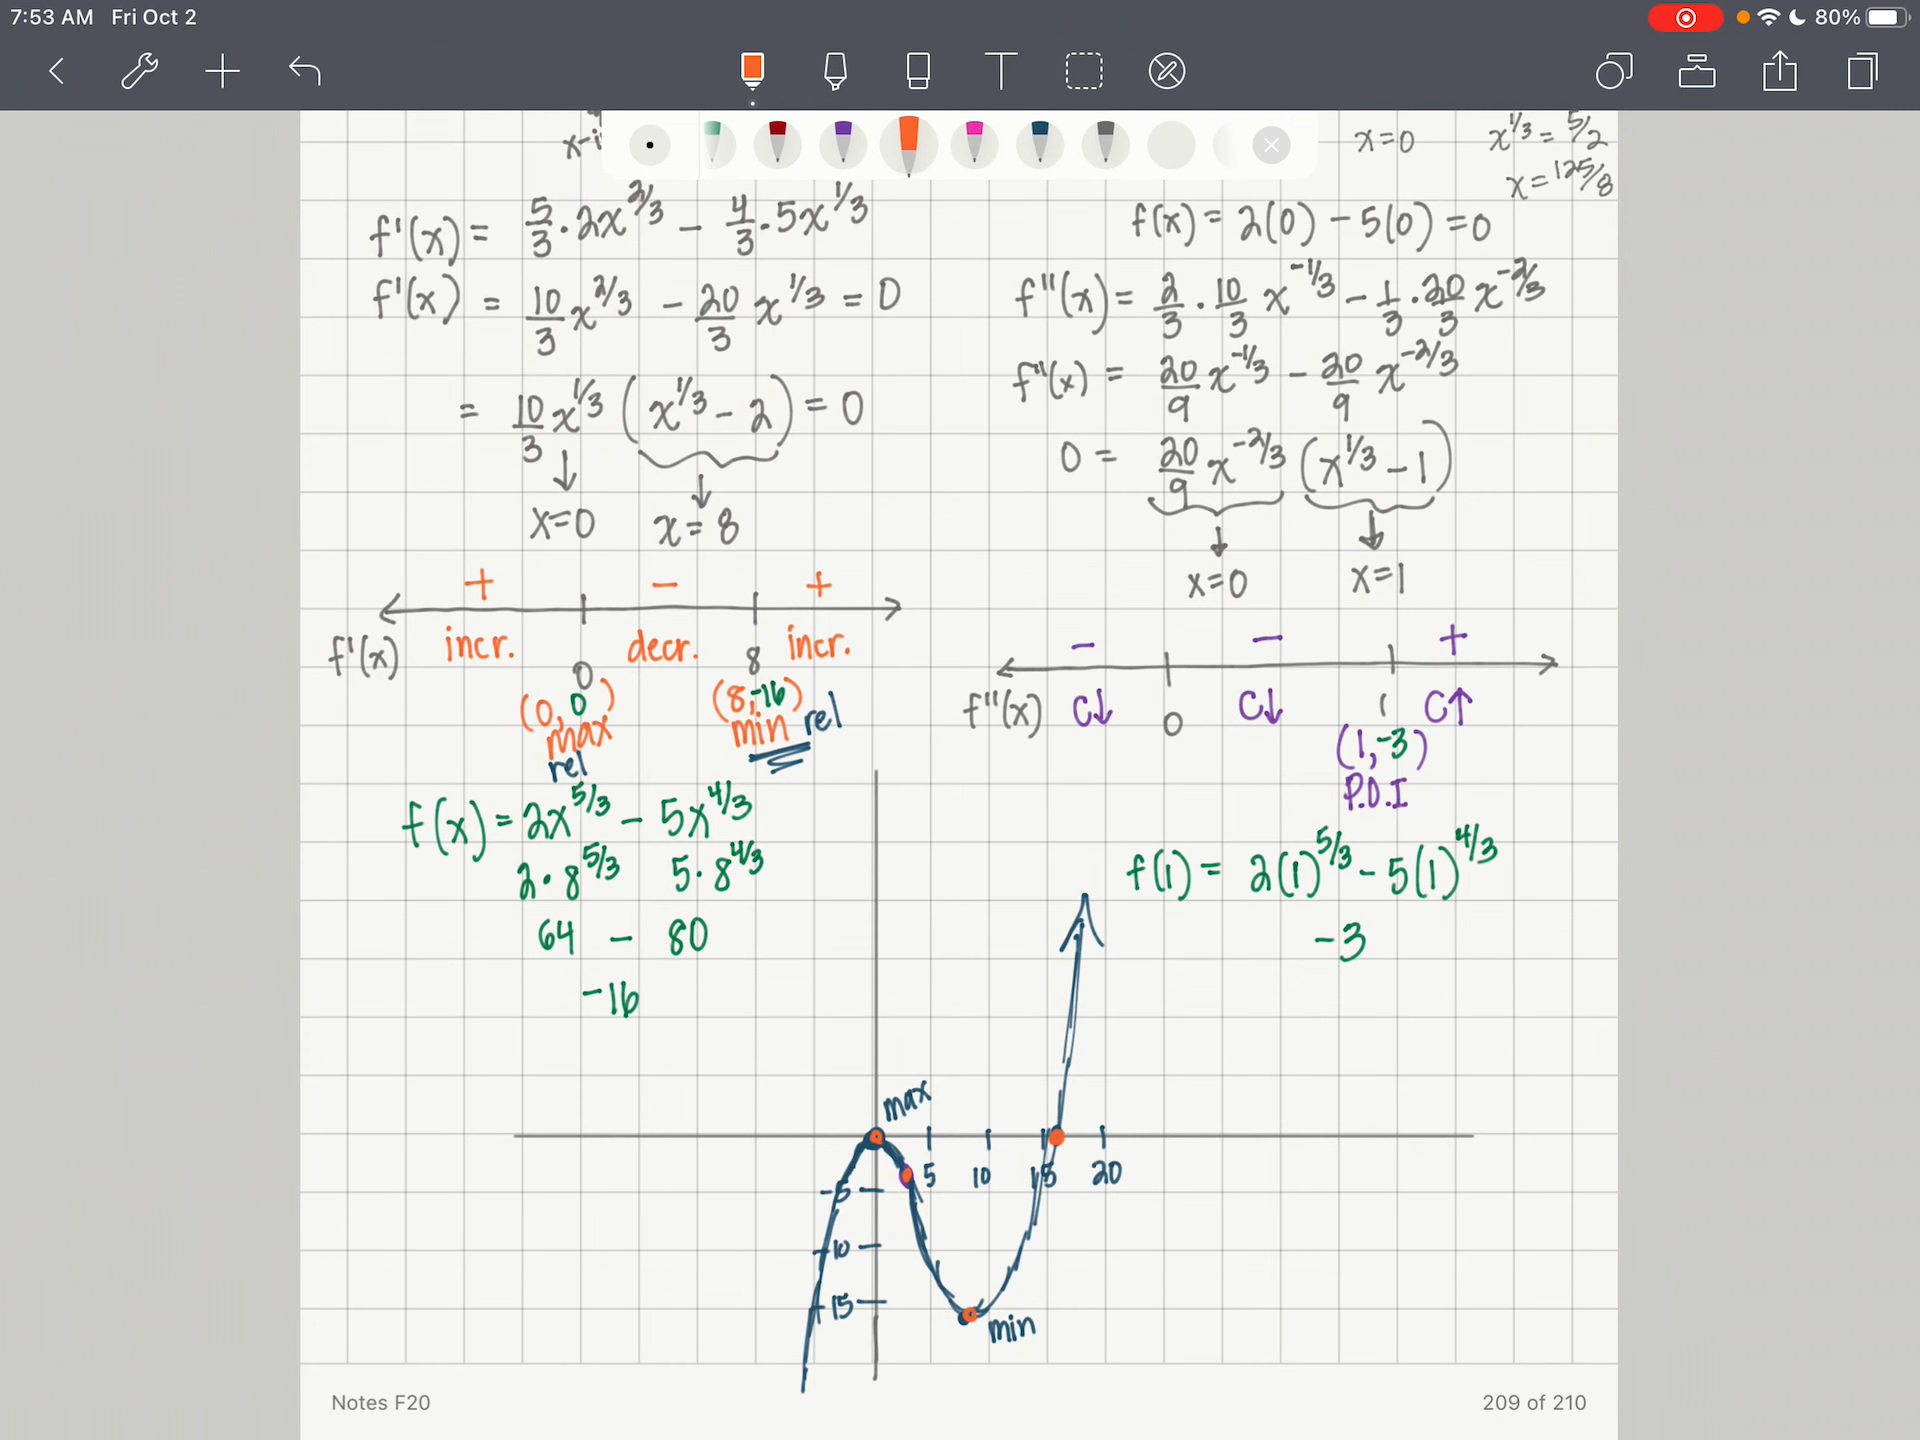 7:53 AM Fri Oct 2
80%
x-i
x=0
x^1/3 = 5/2
x = 125/8
f'(x) = 5/3 · 2x^2/3 - 4/3 · 5x^1/3
f'(x) = 10/3 x^2/3 - 20/3 x^1/3 = 0
= 10/3 x^1/3 (x^1/3 - 2) = 0
x=0 x=8
f(x) = 2(0) - 5(0) = 0
f''(x) = 2/3 · 10/3 x^-1/3 - 1/3 · 20/3 x^-2/3
f''(x) = 20/9 x^-1/3 - 20/9 x^-2/3
0 = 20/9 x^-2/3 (x^1/3 - 1)
x=0 x=1
+ - +
f'(x) incr. 0 decr. 8 incr.
(0, 0) (8, -16)
max min rel
rel
- - +
f''(x) C↓ 0 C↓ 1 C↑
(1, -3)
P.O.I
f(x) = 2x^5/3 - 5x^4/3
2 · 8^5/3 5 · 8^4/3
64 - 80
-16
f(1) = 2(1)^5/3 - 5(1)^4/3
-3
max
5 10 15 20
-5
-10
-15
min
Notes F20
209 of 210